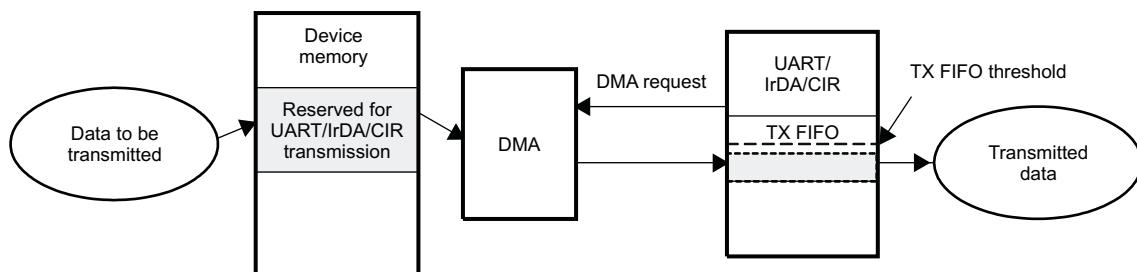 Data to be
transmitted
Device
memory
Reserved for
UART/IrDA/CIR
transmission
DMA
DMA request
UART/
IrDA/CIR
TX FIFO
TX FIFO threshold
Transmitted
data